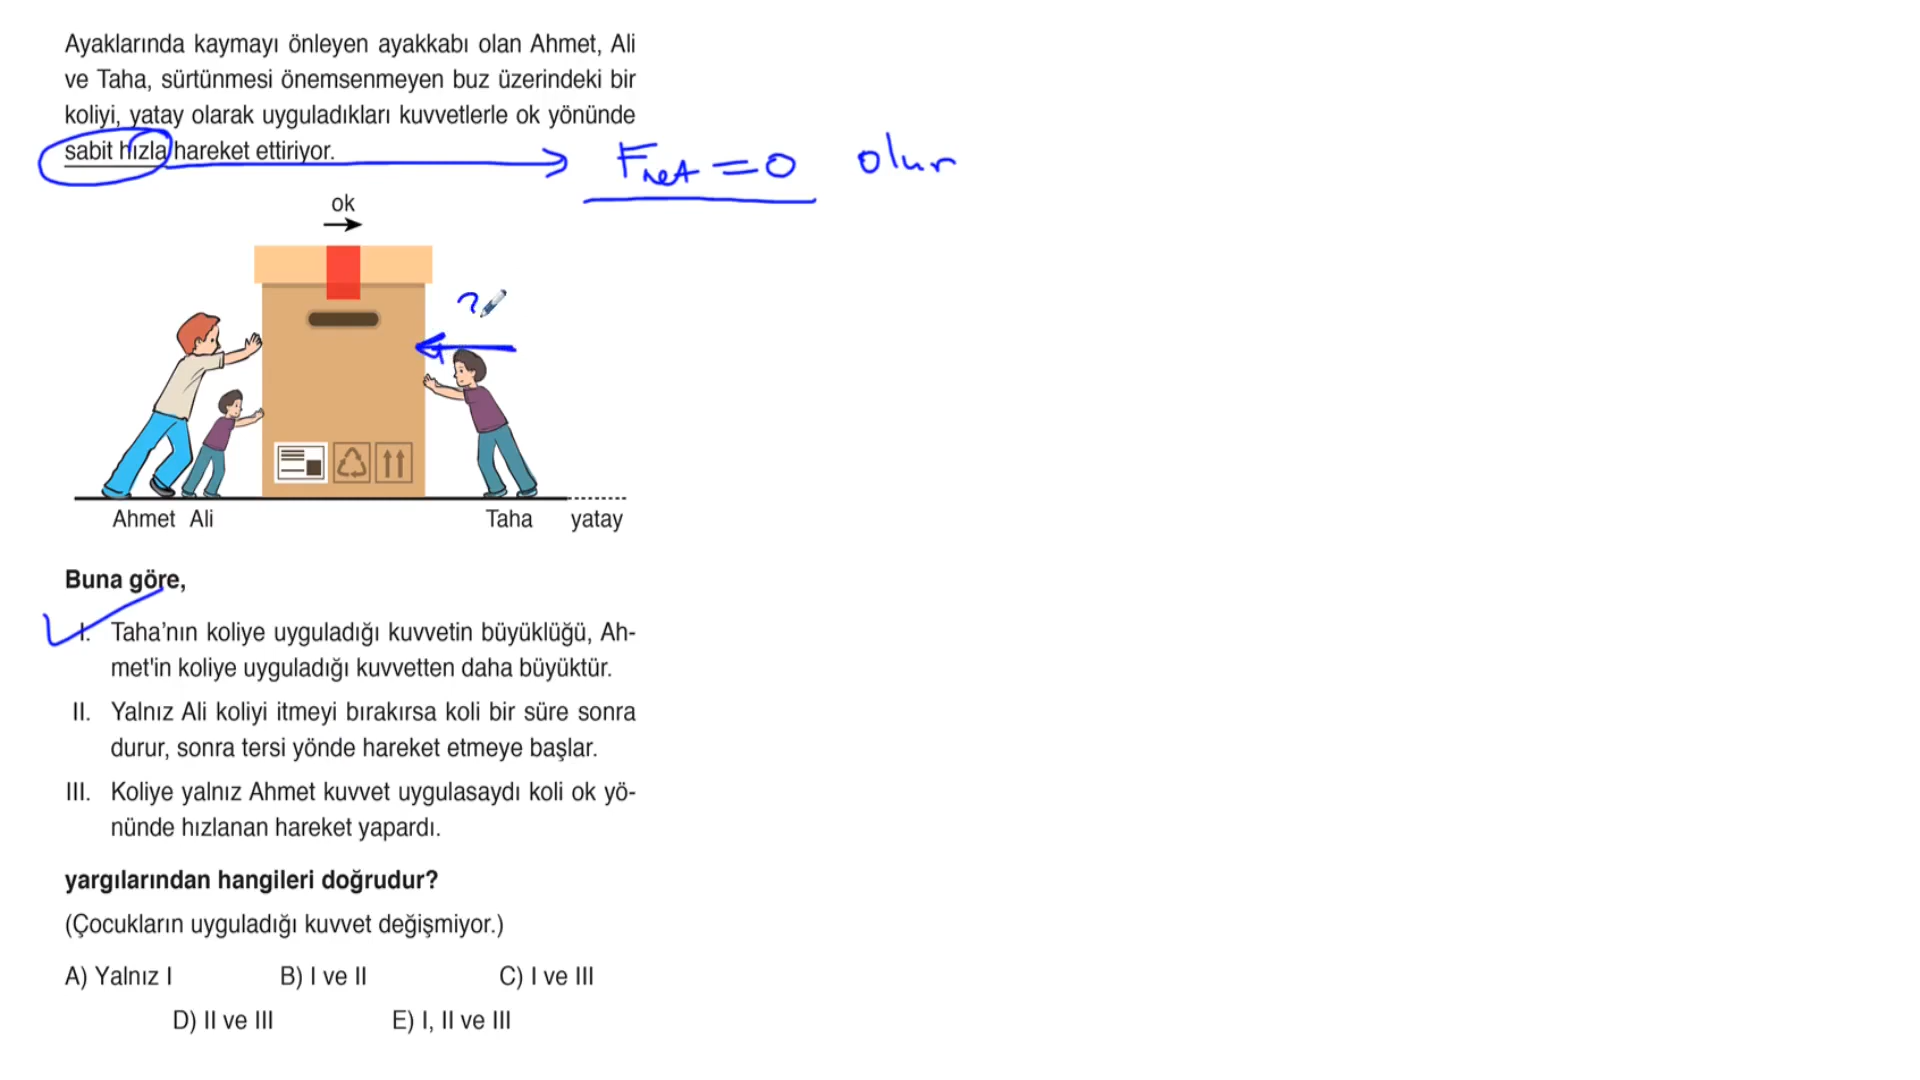 Ayaklarında kaymayı önleyen ayakkabı olan Ahmet, Ali
ve Taha, sürtünmesi önemsenmeyen buz üzerindeki bir
koliyi, yatay olarak uyguladıkları kuvvetlerle ok yönünde
sabit hızla hareket ettiriyor.
Fnet = 0 olur
ok
?
Ahmet Ali Taha yatay
Buna göre,
I. Taha’nın koliye uyguladığı kuvvetin büyüklüğü, Ah-
met'in koliye uyguladığı kuvvetten daha büyüktür.
II. Yalnız Ali koliyi itmeyi bırakırsa koli bir süre sonra
durur, sonra tersi yönde hareket etmeye başlar.
III. Koliye yalnız Ahmet kuvvet uygulasaydı koli ok yö-
nünde hızlanan hareket yapardı.
yargılarından hangileri doğrudur?
(Çocukların uyguladığı kuvvet değişmiyor.)
A) Yalnız I B) I ve II C) I ve III
D) II ve III E) I, II ve III